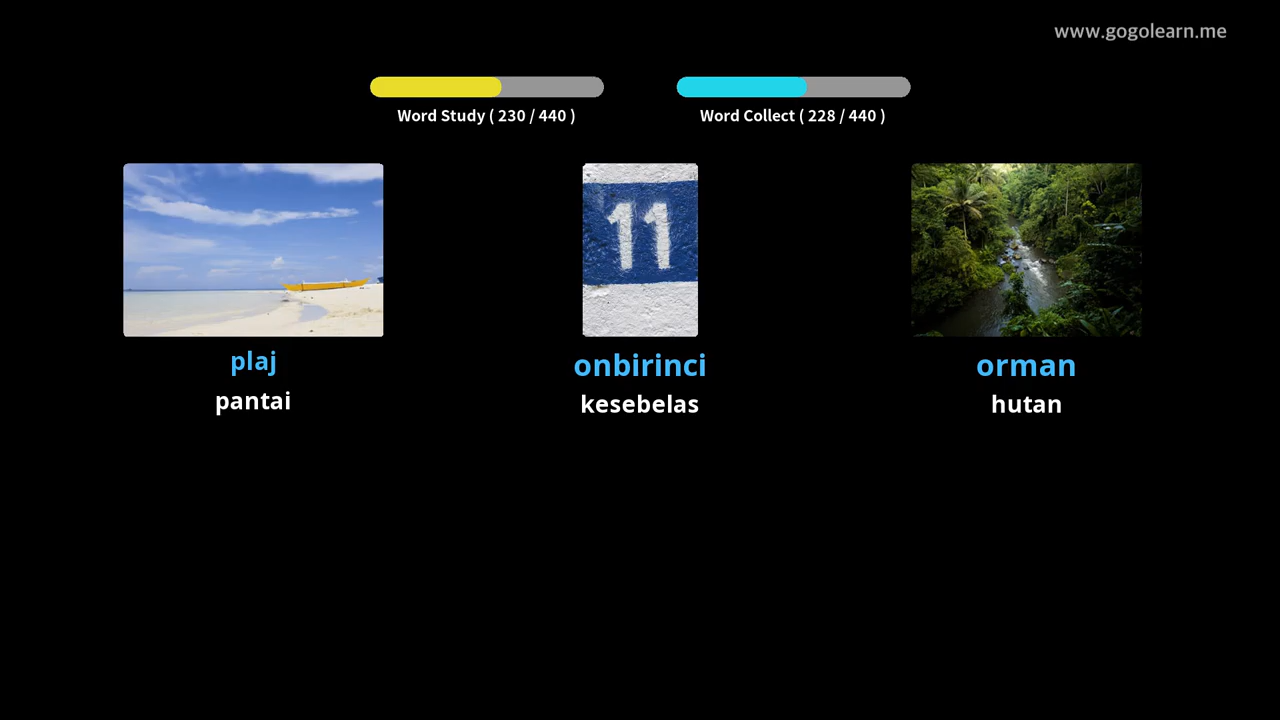 www.gogolearn.me
Word Study ( 230 / 440 )
Word Collect ( 228 / 440 )
11
plaj
pantai
onbirinci
kesebelas
orman
hutan